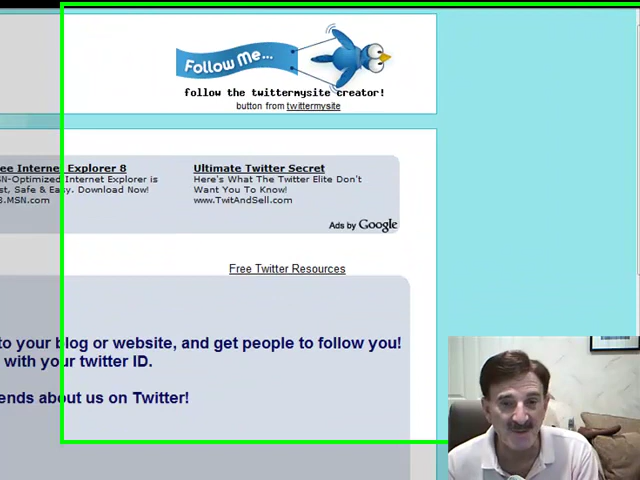 Follow Me...
follow the twittermysite creator!
button from twittermysite
ee Internet Explorer 8
SN-Optimized Internet Explorer is
st, Safe & Easy. Download Now!
8.MSN.com
Ultimate Twitter Secret
Here's What The Twitter Elite Don't
Want You To Know!
www.TwitAndSell.com
Ads by Google
Free Twitter Resources
to your blog or website, and get people to follow you!
with your twitter ID.
ends about us on Twitter!